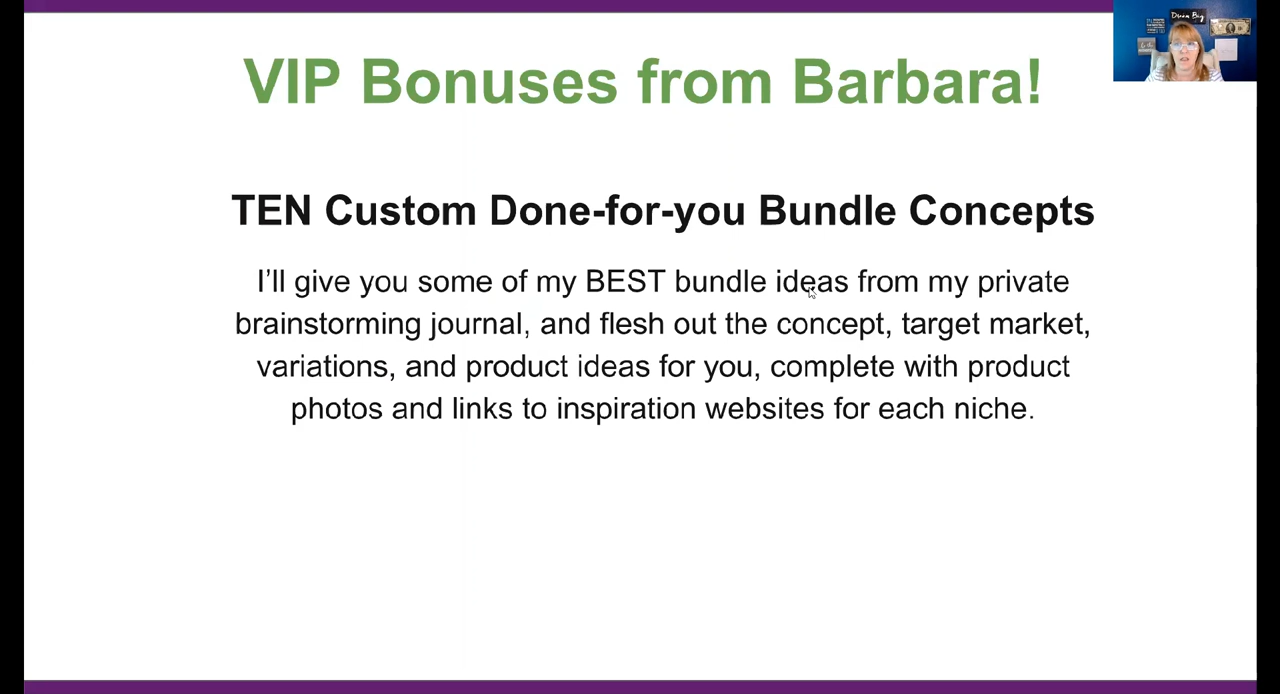 VIP Bonuses from Barbara!
Dream Big
TEN Custom Done-for-you Bundle Concepts
I’ll give you some of my BEST bundle ideas from my private
brainstorming journal, and flesh out the concept, target market,
variations, and product ideas for you, complete with product
photos and links to inspiration websites for each niche.